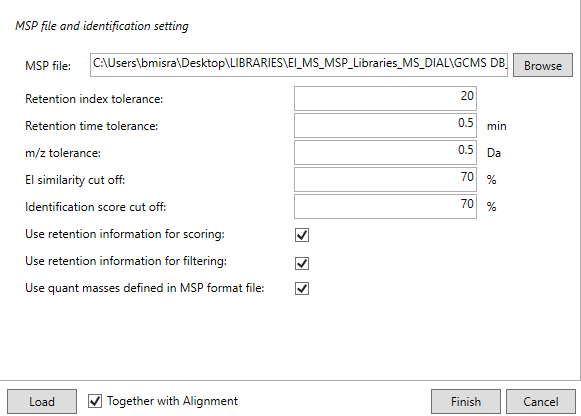 MSP file and identification setting
MSP file: C:\Users\bmisra\Desktop\LIBRARIES\EI_MS_MSP_Libraries_MS_DIAL\GCMS DB_ Browse
Retention index tolerance: 20
Retention time tolerance: 0.5 min
m/z tolerance: 0.5 Da
EI similarity cut off: 70 %
Identification score cut off: 70 %
Use retention information for scoring:
Use retention information for filtering:
Use quant masses defined in MSP format file:
Load Together with Alignment Finish Cancel